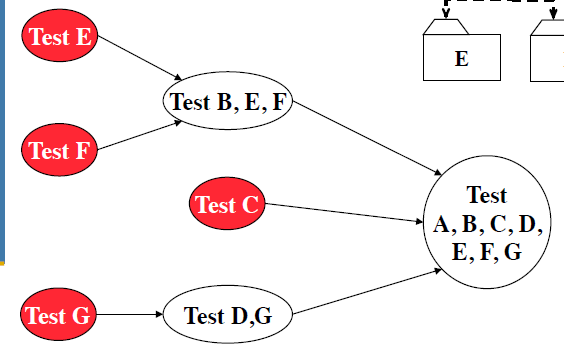 Test E
E
Test B, E, F
Test F
Test C
Test
A, B, C, D,
E, F, G
Test G
Test D,G